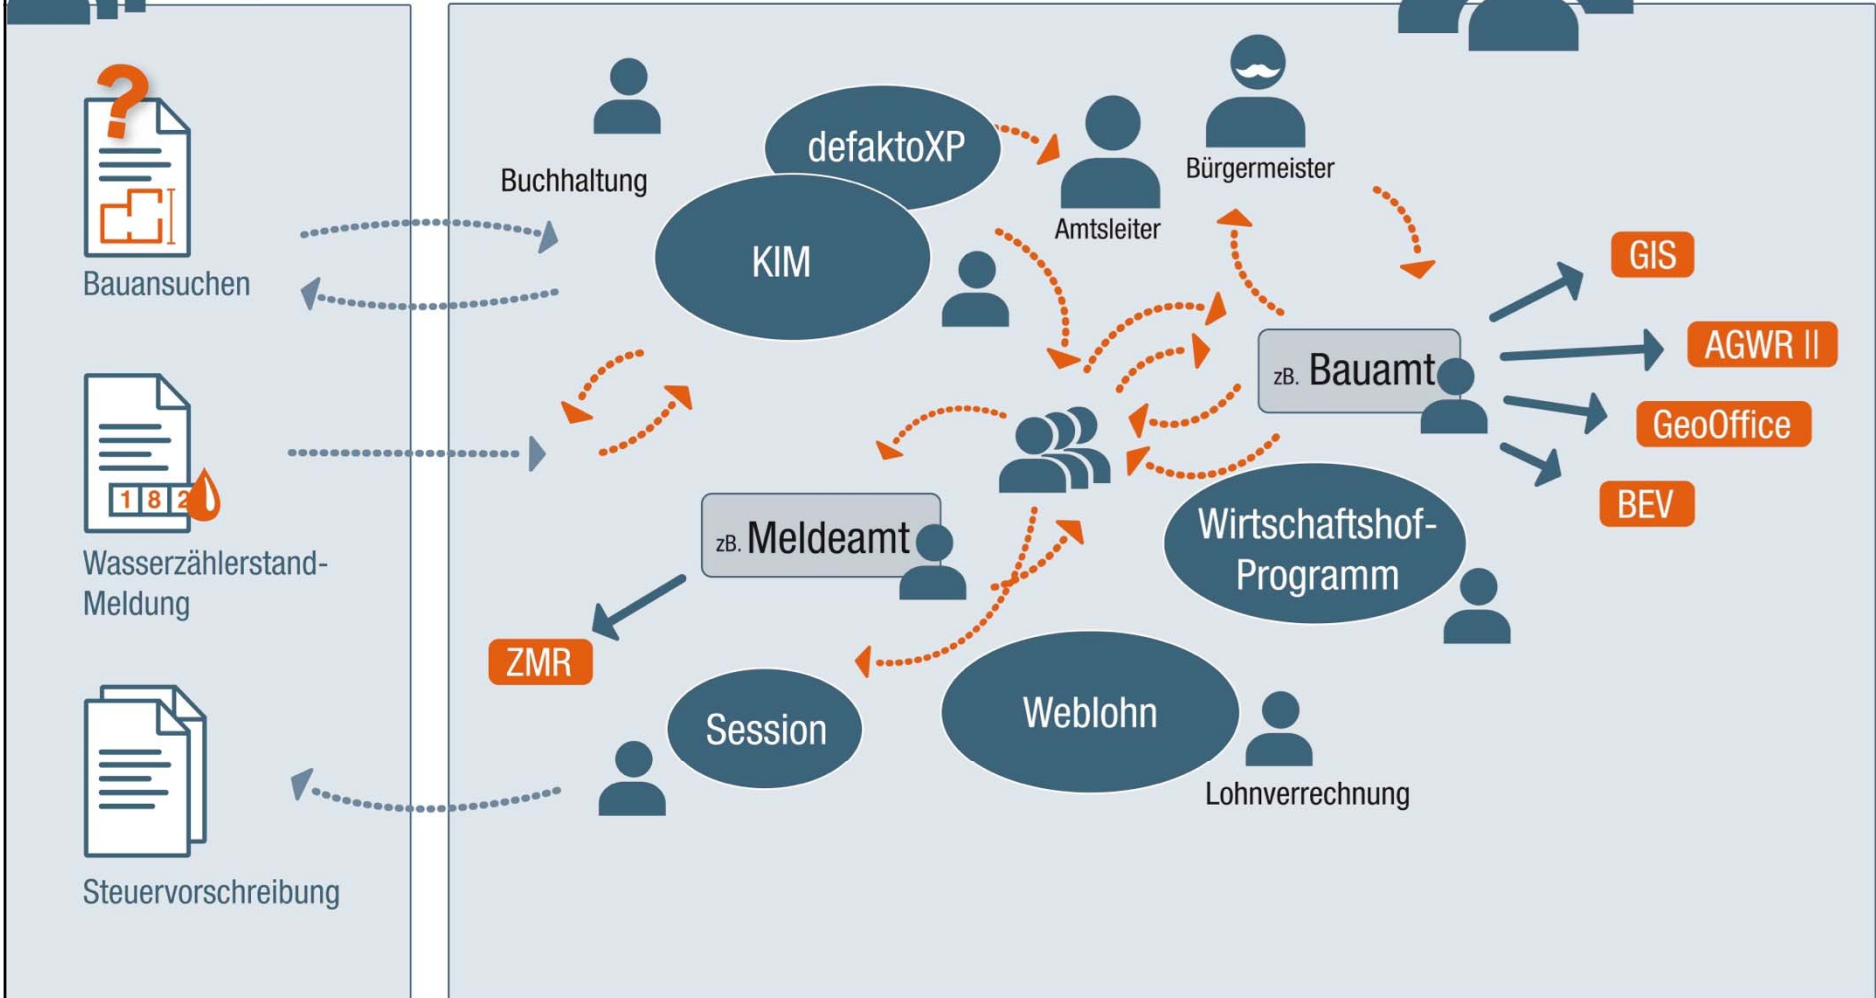 ?
Bauansuchen
1 8 2
Wasserzählerstand-
Meldung
Steuervorschreibung
Buchhaltung
defaktoXP
KIM
Amtsleiter
Bürgermeister
GIS
AGWR II
GeoOffice
BEV
zB. Bauamt
zB. Meldeamt
ZMR
Wirtschaftshof-
Programm
Session
Weblohn
Lohnverrechnung